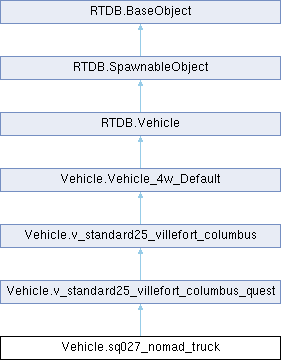 RTDB.BaseObject
RTDB.SpawnableObject
RTDB.Vehicle
Vehicle.Vehicle_4w_Default
Vehicle.v_standard25_villefort_columbus
Vehicle.v_standard25_villefort_columbus_quest
Vehicle.sq027_nomad_truck